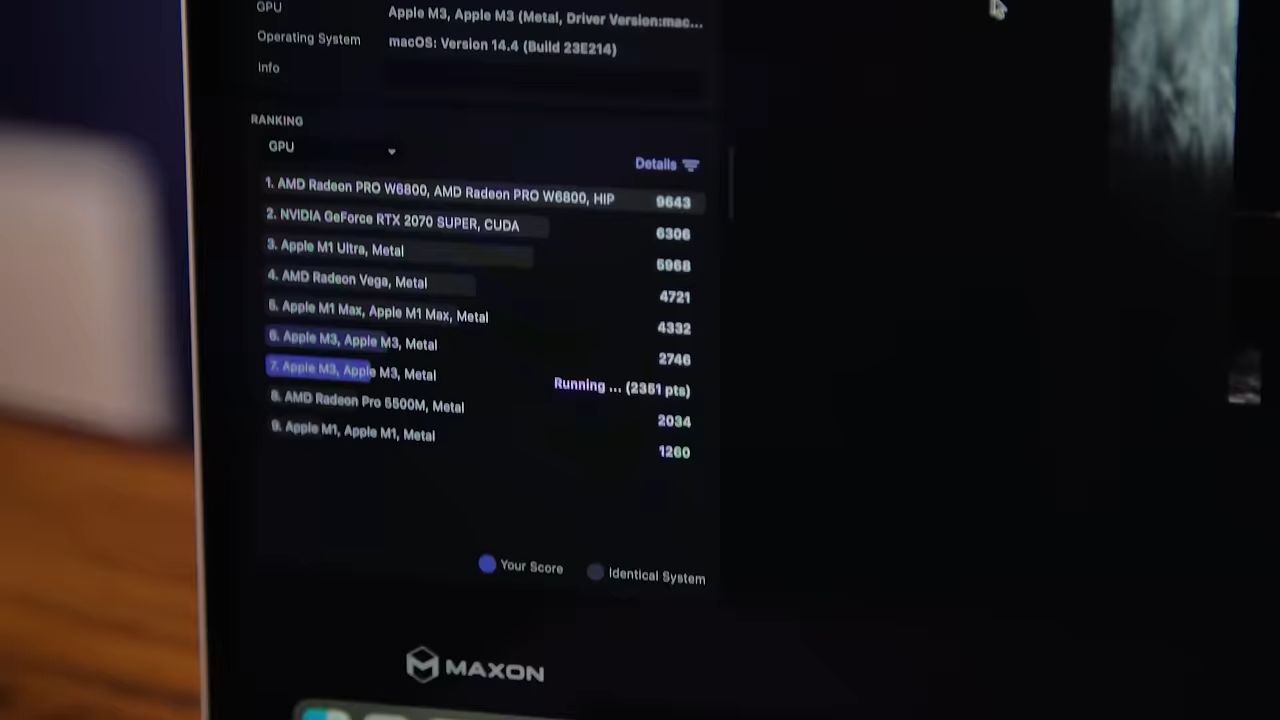 GPU Apple M3, Apple M3 (Metal, Driver Version:mac...
Operating System macOS: Version 14.4 (Build 23E214)
Info
RANKING
GPU
Details
1. AMD Radeon PRO W6800, AMD Radeon PRO W6800, HIP 9643
2. NVIDIA GeForce RTX 2070 SUPER, CUDA 6306
3. Apple M1 Ultra, Metal 5968
4. AMD Radeon Vega, Metal 4721
5. Apple M1 Max, Apple M1 Max, Metal 4332
6. Apple M3, Apple M3, Metal 2746
7. Apple M3, Apple M3, Metal Running ... (2351 pts)
8. AMD Radeon Pro 5500M, Metal 2034
9. Apple M1, Apple M1, Metal 1260
Your Score Identical System
MAXON